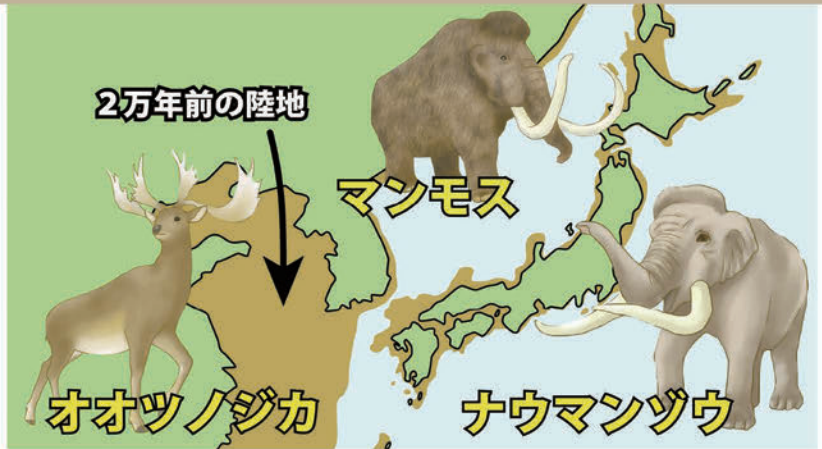 ２万年前の陸地
マンモス
オオツノジカ
ナウマンゾウ